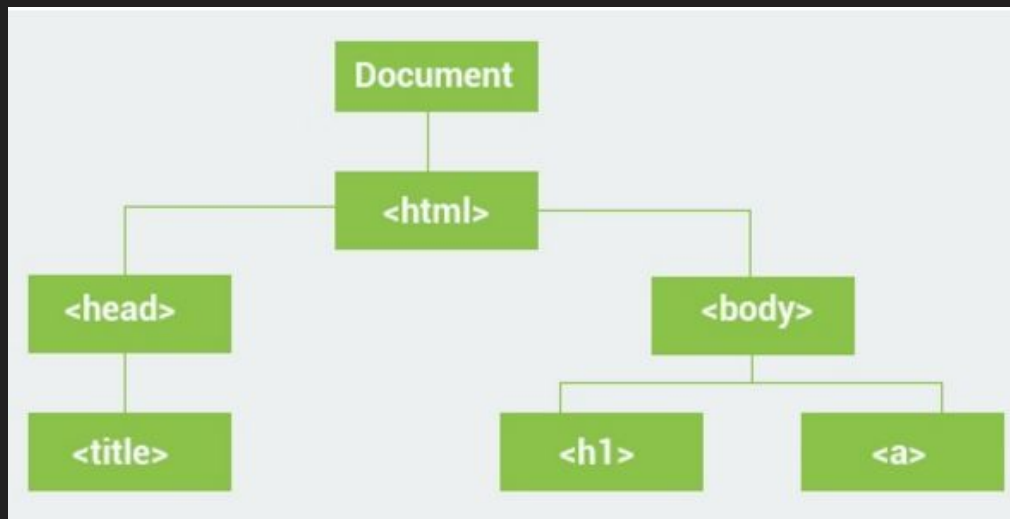 Document
<html>
<head>
<body>
<title>
<h1>
<a>